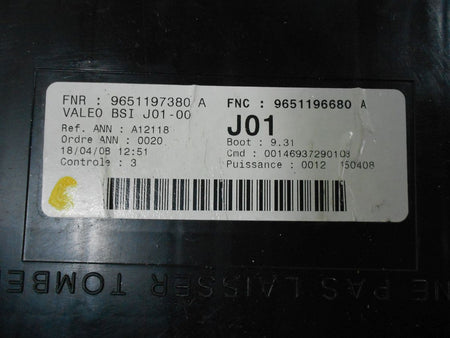 FNR : 9651197380 A
FNC : 9651196680 A
VALEO BSI J01-00
J01
Ref. ANN : A12118
Ordre ANN : 0020
Boot : 9.31
18/04/08 12:51
Cmd : 00146937290103
Controle : 3
Puissance : 0012 150408
NE PAS LAISSER TOMBE